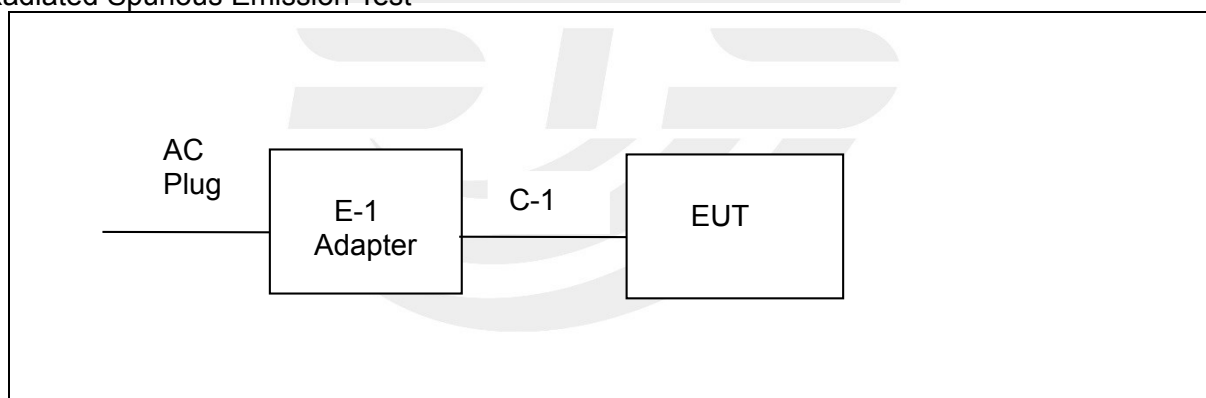 Radiated Spurious Emission Test
AC
Plug
E-1
Adapter
C-1
EUT